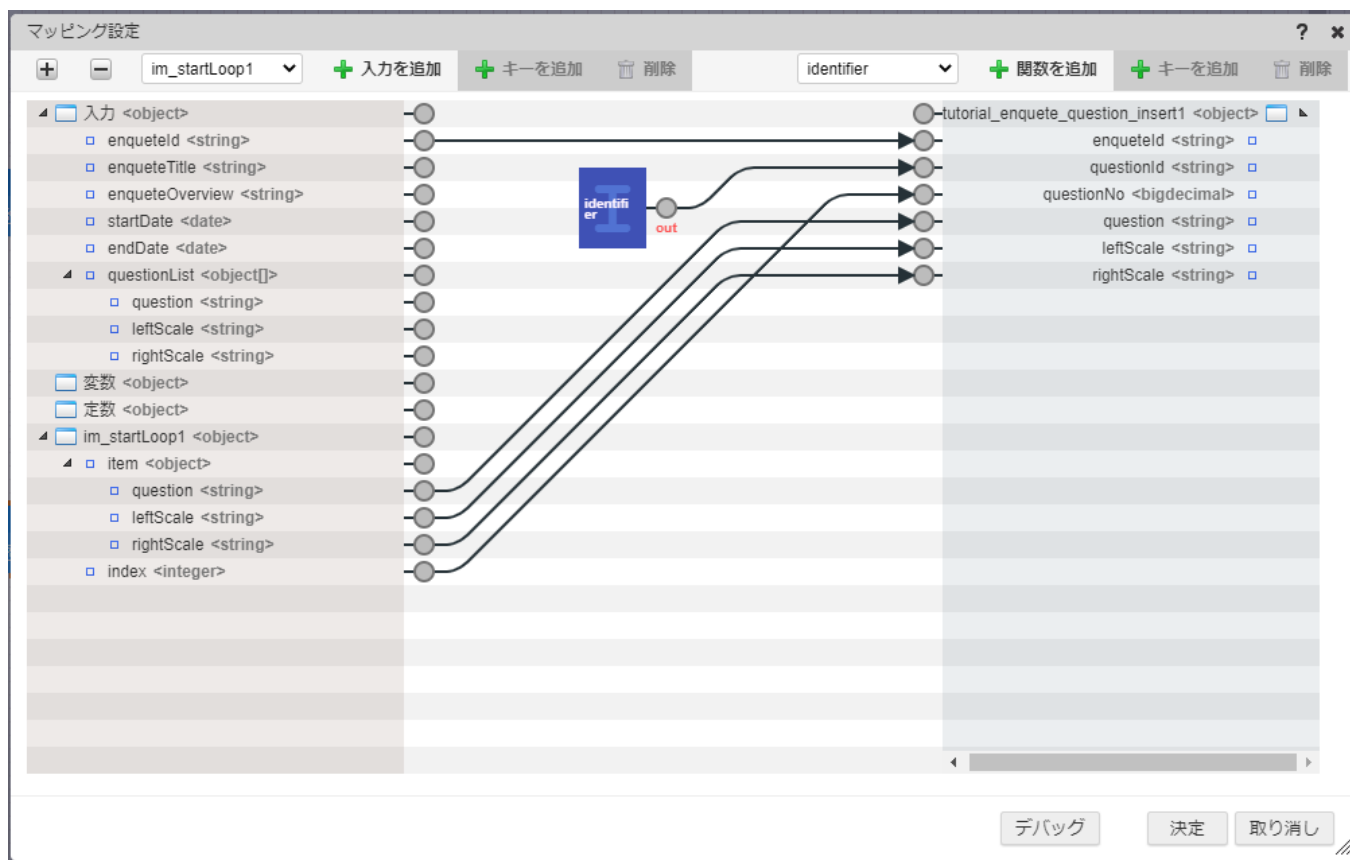 マッピング設定
? ×
im_startLoop1 入力を追加 キーを追加 削除 identifier 関数を追加 キーを追加 削除
入力 <object>
enqueteId <string>
enqueteTitle <string>
enqueteOverview <string>
startDate <date>
endDate <date>
questionList <object[]>
question <string>
leftScale <string>
rightScale <string>
変数 <object>
定数 <object>
im_startLoop1 <object>
item <object>
question <string>
leftScale <string>
rightScale <string>
index <integer>
identifi
er
out
tutorial_enquete_question_insert1 <object>
enqueteId <string>
questionId <string>
questionNo <bigdecimal>
question <string>
leftScale <string>
rightScale <string>
デバッグ 決定 取り消し